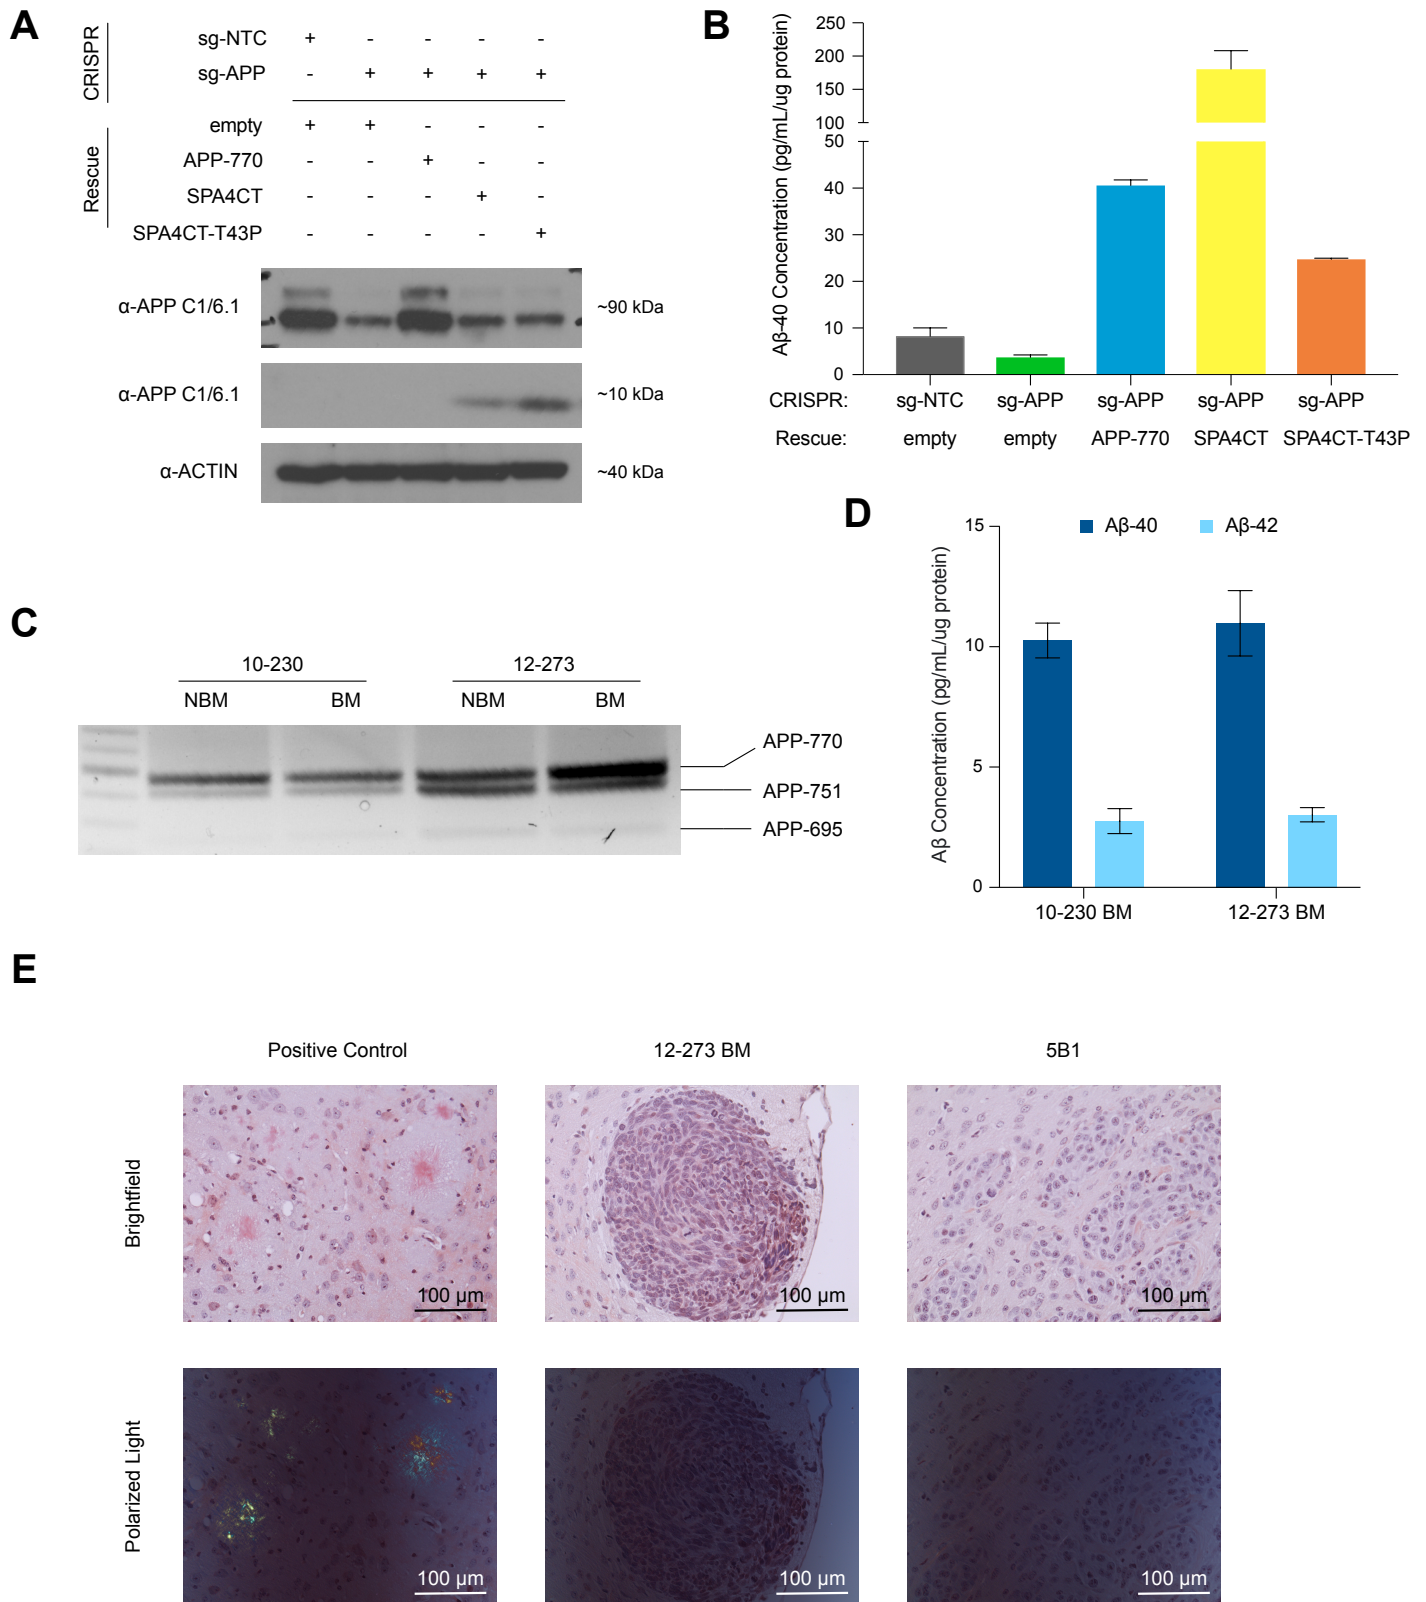 A
CRISPR
sg-NTC + - - - -
sg-APP - + + + +
Rescue
empty + + - - -
APP-770 - - + - -
SPA4CT - - - + -
SPA4CT-T43P - - - - +
α-APP C1/6.1 ~90 kDa
α-APP C1/6.1 ~10 kDa
α-ACTIN ~40 kDa
B
Aβ-40 Concentration (pg/mL/ug protein)
250
200
150
100
50
40
30
20
10
0
CRISPR: sg-NTC sg-APP sg-APP sg-APP sg-APP
Rescue: empty empty APP-770 SPA4CT SPA4CT-T43P
C
10-230 12-273
NBM BM NBM BM
APP-770
APP-751
APP-695
D
Aβ Concentration (pg/mL/ug protein)
Aβ-40 Aβ-42
15
10
5
0
10-230 BM 12-273 BM
E
Positive Control 12-273 BM 5B1
Brightfield
100 µm 100 µm 100 µm
Polarized Light
100 µm 100 µm 100 µm